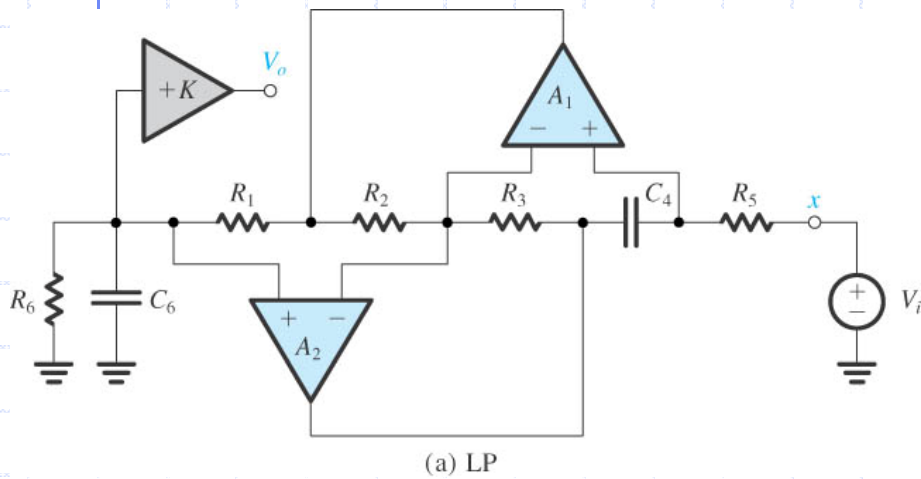 V_o
+K
A_1
− +
R_1 R_2 R_3 C_4 R_5 x
R_6 C_6
+ −
A_2
+
−
V_i
(a) LP